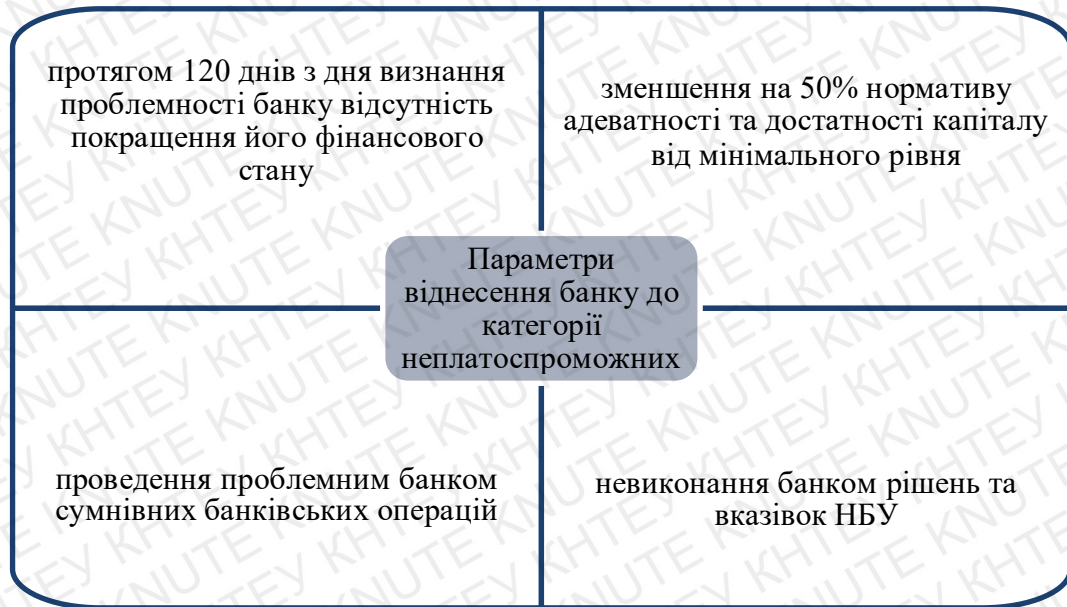 протягом 120 днів з дня визнання
проблемності банку відсутність
покращення його фінансового
стану
зменшення на 50% нормативу
адеватності та достатності капіталу
від мінімального рівня
Параметри
віднесення банку до
категорії
неплатоспроможних
проведення проблемним банком
сумнівних банківських операцій
невиконання банком рішень та
вказівок НБУ